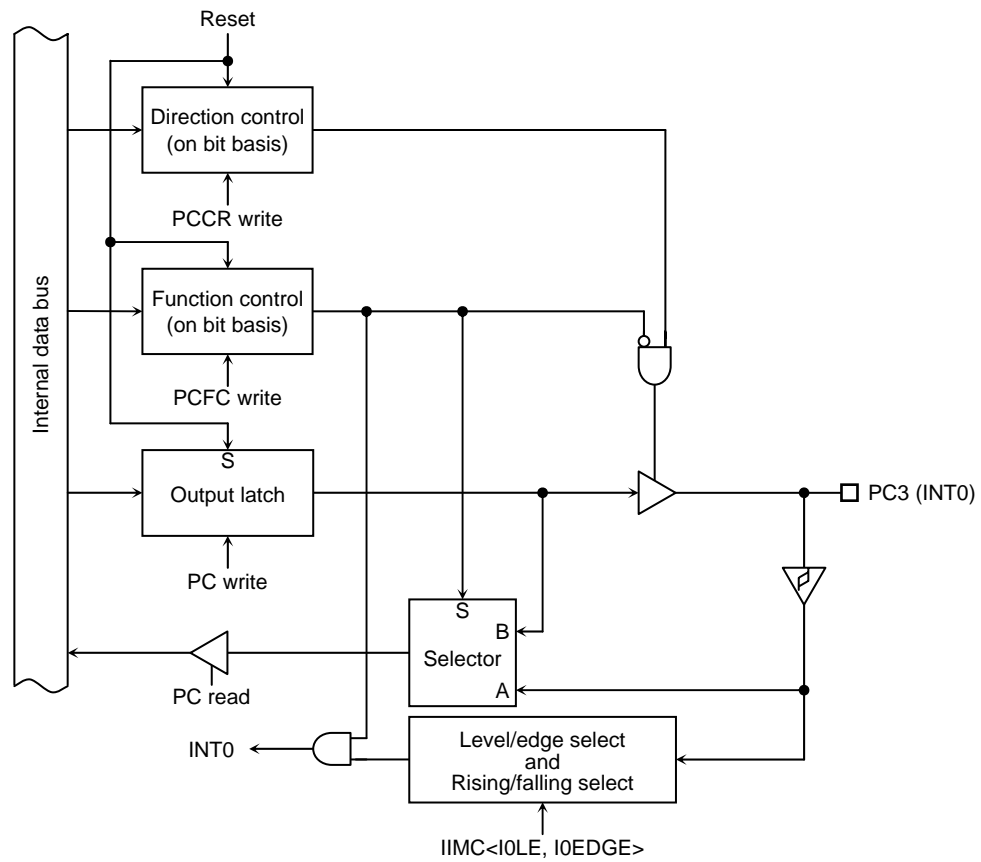 Reset
Direction control
(on bit basis)
PCCR write
Internal data bus
Function control
(on bit basis)
PCFC write
S
Output latch
PC3 (INT0)
PC write
S
B
Selector
A
PC read
INT0
Level/edge select
and
Rising/falling select
IIMC<I0LE, I0EDGE>